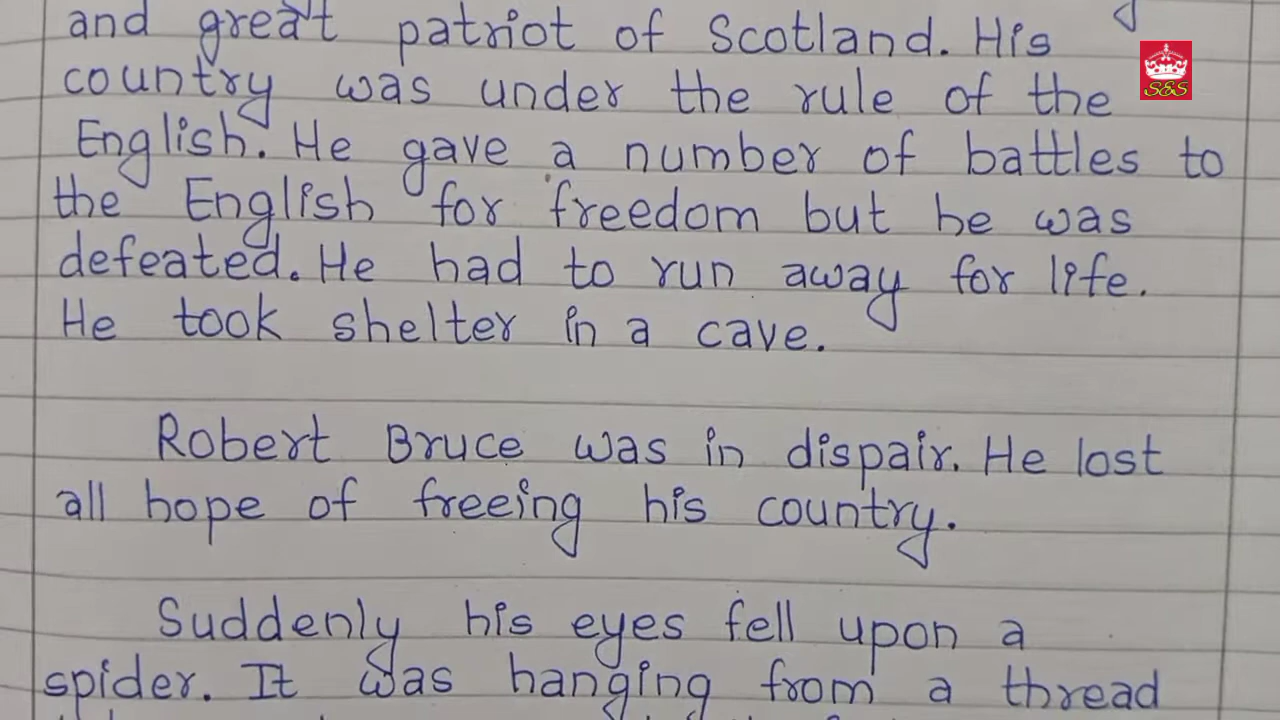 and great patriot of Scotland. His
country was under the rule of the
English. He gave a number of battles to
the English for freedom but he was
defeated. He had to run away for life.
He took shelter in a cave.
Robert Bruce was in dispair. He lost
all hope of freeing his country.
Suddenly his eyes fell upon a
spider. It was hanging from a thread
S&S